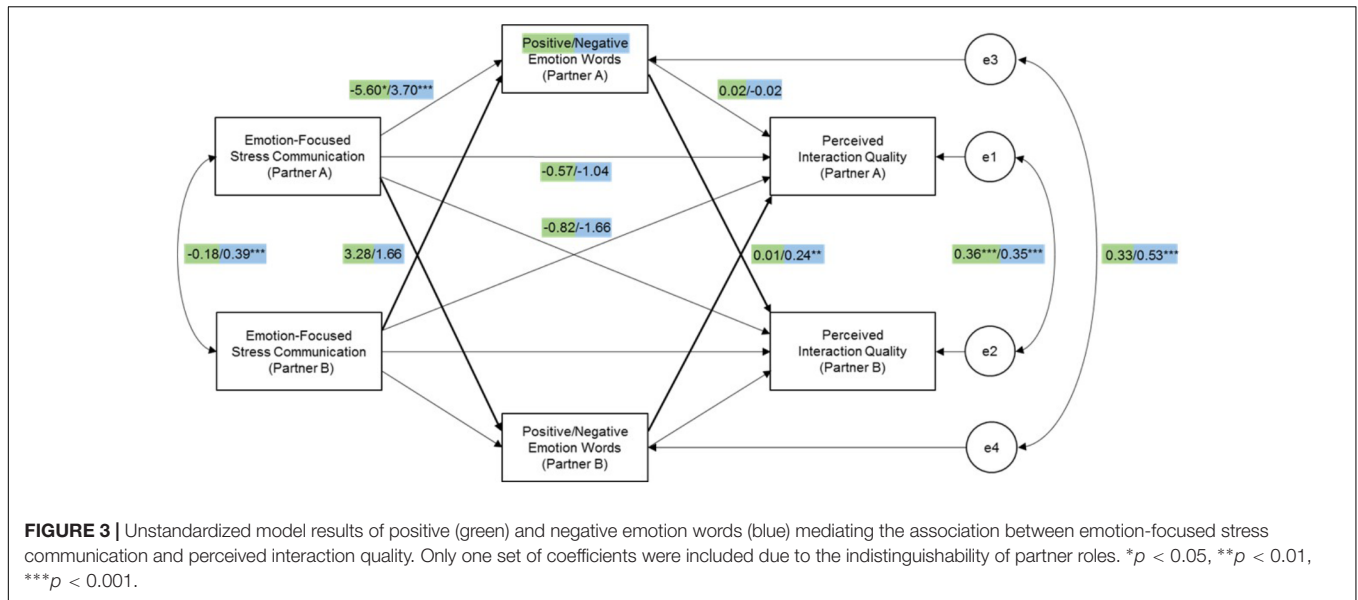 Positive/Negative
Emotion Words
(Partner A)
e3
-5.60*/3.70***
0.02/-0.02
Emotion-Focused
Stress Communication
(Partner A)
Perceived
Interaction Quality
(Partner A)
e1
-0.57/-1.04
-0.82/-1.66
-0.18/0.39***
3.28/1.66
0.01/0.24**
0.36***/0.35***
0.33/0.53***
Emotion-Focused
Stress Communication
(Partner B)
Perceived
Interaction Quality
(Partner B)
e2
Positive/Negative
Emotion Words
(Partner B)
e4
FIGURE 3 | Unstandardized model results of positive (green) and negative emotion words (blue) mediating the association between emotion-focused stress
communication and perceived interaction quality. Only one set of coefficients were included due to the indistinguishability of partner roles. *p < 0.05, **p < 0.01,
***p < 0.001.